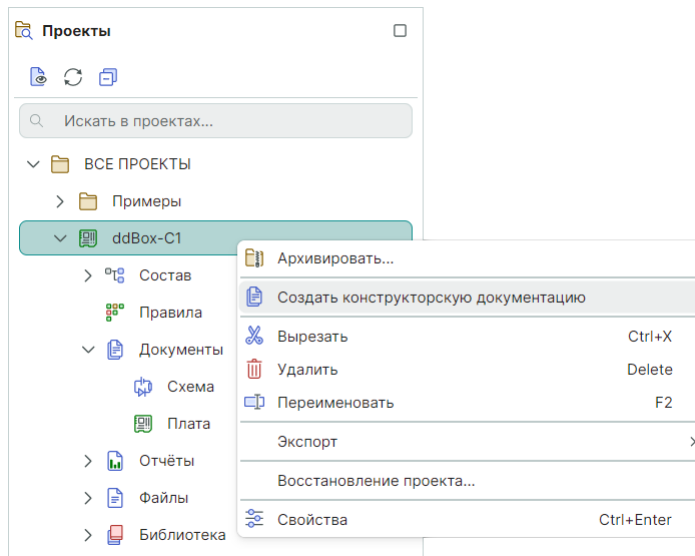 Проекты
Искать в проектах...
ВСЕ ПРОЕКТЫ
Примеры
ddBox-C1
Архивировать...
Состав
Создать конструкторскую документацию
Правила
Вырезать Ctrl+X
Документы
Удалить Delete
Схема
Переименовать F2
Плата
Экспорт
Отчёты
Восстановление проекта...
Файлы
Свойства Ctrl+Enter
Библиотека